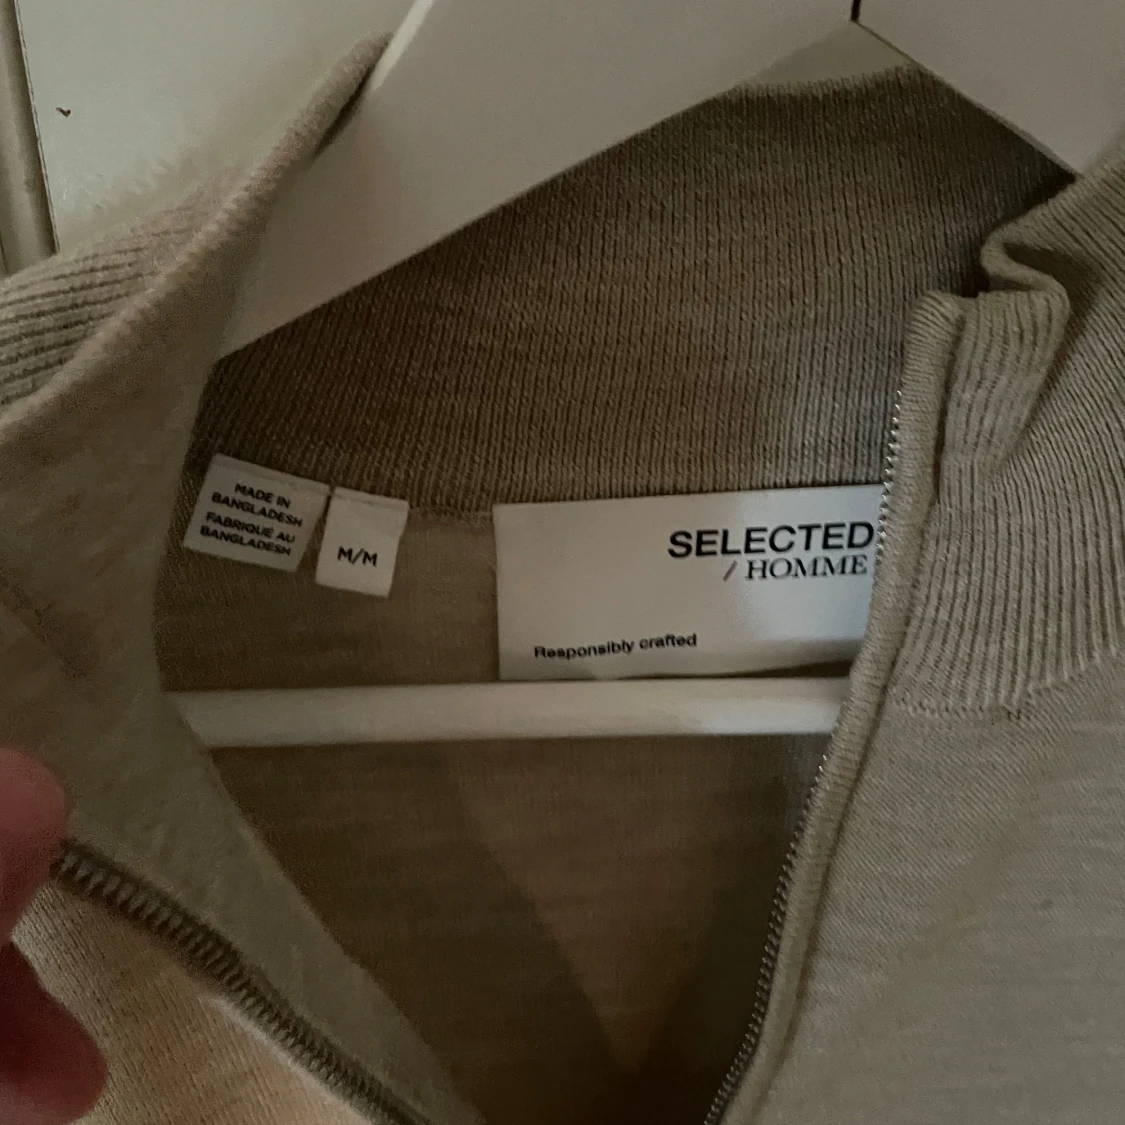 MADE IN
BANGLADESH
FABRIQUÉ AU
BANGLADESH
M/M
SELECTED
/ HOMME
Responsibly crafted